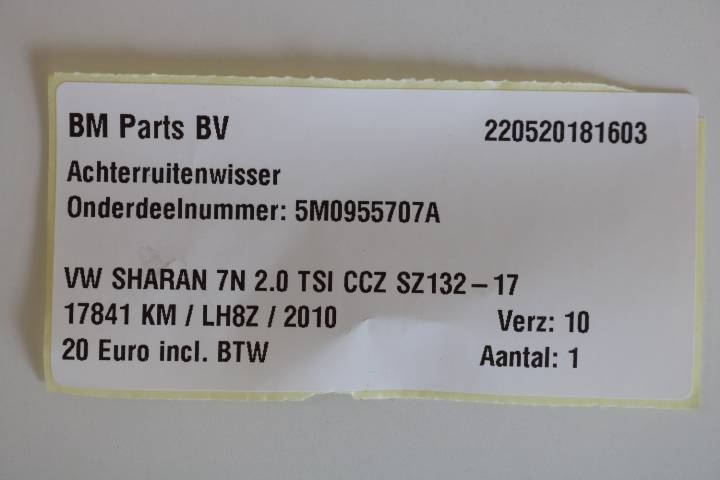 BM Parts BV 220520181603
Achterruitenwisser
Onderdeelnummer: 5M0955707A
VW SHARAN 7N 2.0 TSI CCZ SZ132-17
17841 KM / LH8Z / 2010 Verz: 10
20 Euro incl. BTW Aantal: 1